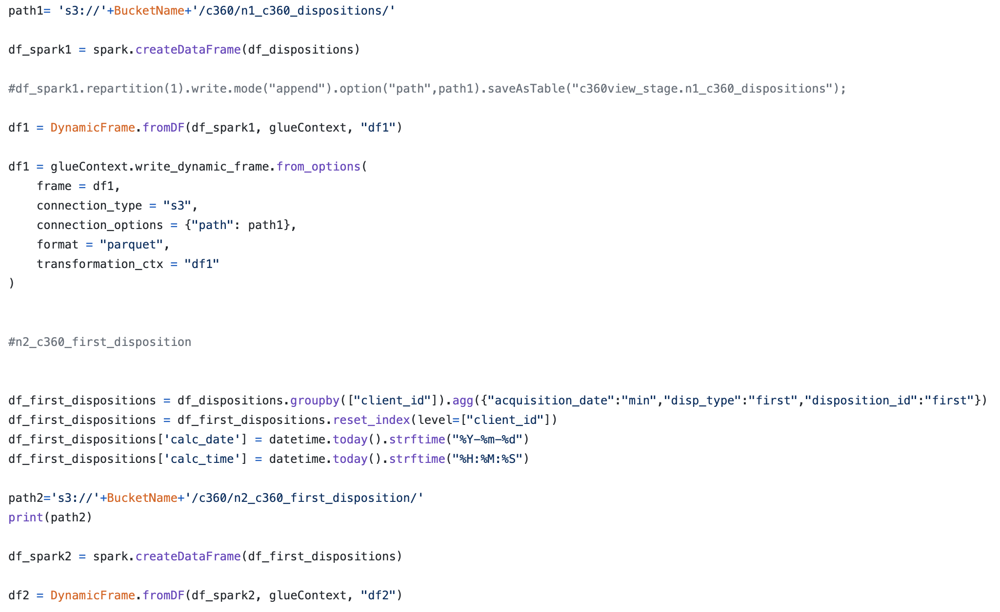 path1= 's3://'+BucketName+'/c360/n1_c360_dispositions/'
df_spark1 = spark.createDataFrame(df_dispositions)
#df_spark1.repartition(1).write.mode("append").option("path",path1).saveAsTable("c360view_stage.n1_c360_dispositions");
df1 = DynamicFrame.fromDF(df_spark1, glueContext, "df1")
df1 = glueContext.write_dynamic_frame.from_options(
    frame = df1,
    connection_type = "s3",
    connection_options = {"path": path1},
    format = "parquet",
    transformation_ctx = "df1"
)
#n2_c360_first_disposition
df_first_dispositions = df_dispositions.groupby(["client_id"]).agg({"acquisition_date":"min","disp_type":"first","disposition_id":"first"})
df_first_dispositions = df_first_dispositions.reset_index(level=["client_id"])
df_first_dispositions['calc_date'] = datetime.today().strftime("%Y-%m-%d")
df_first_dispositions['calc_time'] = datetime.today().strftime("%H:%M:%S")
path2='s3://'+BucketName+'/c360/n2_c360_first_disposition/'
print(path2)
df_spark2 = spark.createDataFrame(df_first_dispositions)
df2 = DynamicFrame.fromDF(df_spark2, glueContext, "df2")